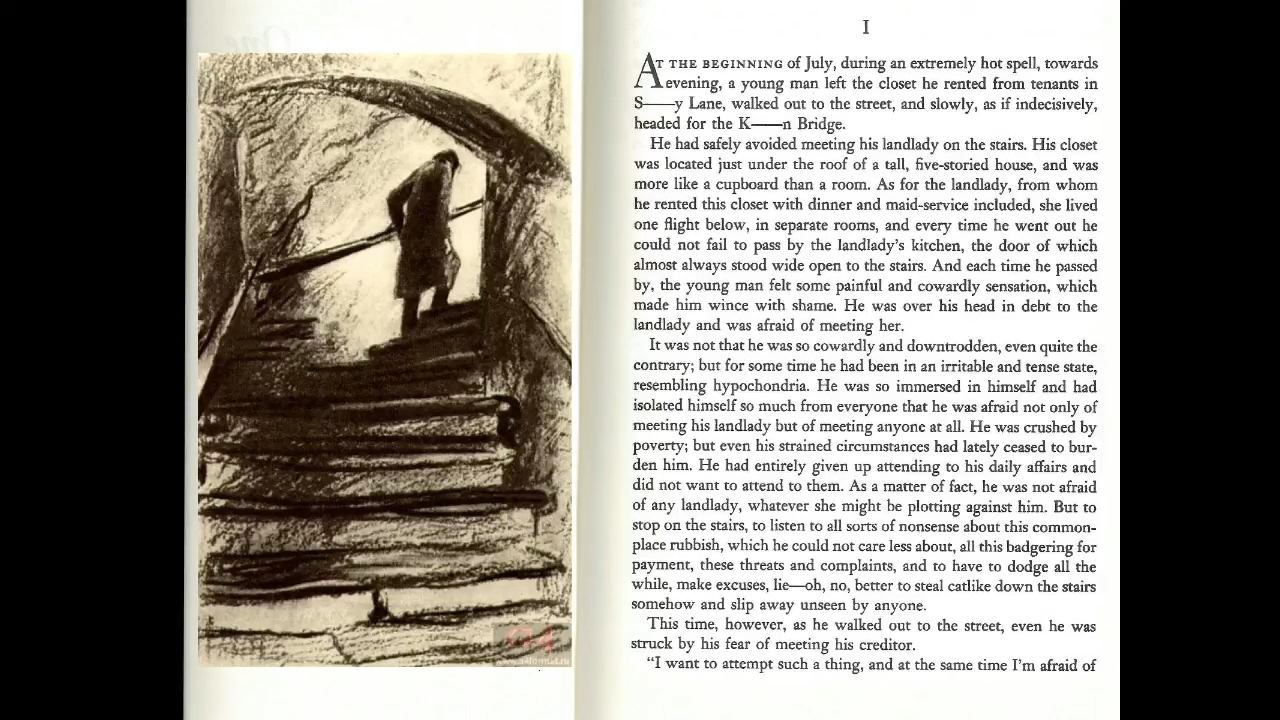 I
AT THE BEGINNING of July, during an extremely hot spell, towards
evening, a young man left the closet he rented from tenants in
S——y Lane, walked out to the street, and slowly, as if indecisively,
headed for the K——n Bridge.
He had safely avoided meeting his landlady on the stairs. His closet
was located just under the roof of a tall, five-storied house, and was
more like a cupboard than a room. As for the landlady, from whom
he rented this closet with dinner and maid-service included, she lived
one flight below, in separate rooms, and every time he went out he
could not fail to pass by the landlady's kitchen, the door of which
almost always stood wide open to the stairs. And each time he passed
by, the young man felt some painful and cowardly sensation, which
made him wince with shame. He was over his head in debt to the
landlady and was afraid of meeting her.
It was not that he was so cowardly and downtrodden, even quite the
contrary; but for some time he had been in an irritable and tense state,
resembling hypochondria. He was so immersed in himself and had
isolated himself so much from everyone that he was afraid not only of
meeting his landlady but of meeting anyone at all. He was crushed by
poverty; but even his strained circumstances had lately ceased to bur-
den him. He had entirely given up attending to his daily affairs and
did not want to attend to them. As a matter of fact, he was not afraid
of any landlady, whatever she might be plotting against him. But to
stop on the stairs, to listen to all sorts of nonsense about this common-
place rubbish, which he could not care less about, all this badgering for
payment, these threats and complaints, and to have to dodge all the
while, make excuses, lie—oh, no, better to steal catlike down the stairs
somehow and slip away unseen by anyone.
This time, however, as he walked out to the street, even he was
struck by his fear of meeting his creditor.
"I want to attempt such a thing, and at the same time I'm afraid of